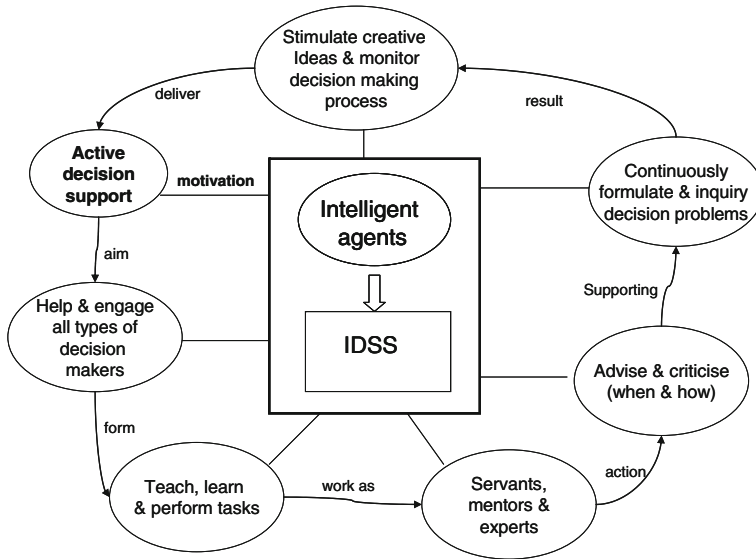 Stimulate creative
Ideas & monitor
decision making
process
deliver
result
Active
decision
support
motivation
Continuously
formulate & inquiry
decision problems
Intelligent
agents
aim
Supporting
Help & engage
all types of
decision
makers
IDSS
Advise & criticise
(when & how)
form
Teach, learn
& perform tasks
work as
Servants,
mentors &
experts
action